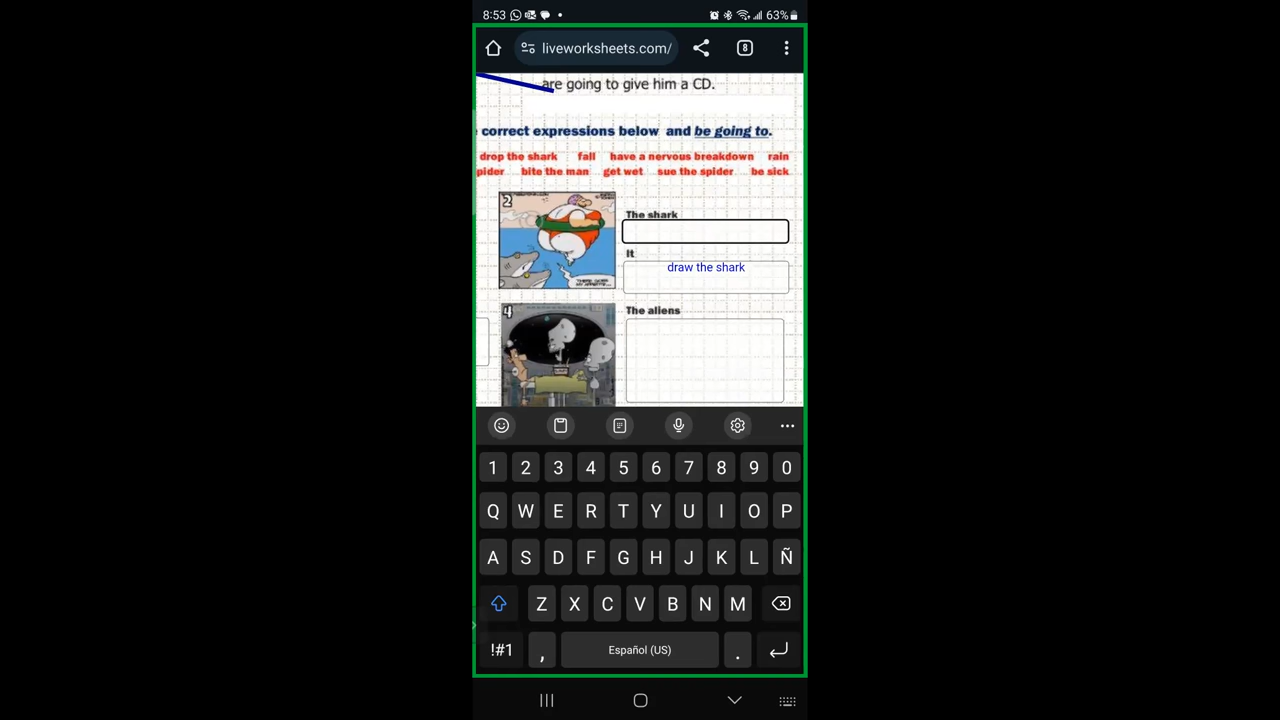 8:53
63%
liveworksheets.com/
8
are going to give him a CD.
correct expressions below and be going to.
drop the shark fall have a nervous breakdown rain
pider bite the man get wet sue the spider be sick
2
The shark
It
draw the shark
4
The aliens
1 2 3 4 5 6 7 8 9 0
Q W E R T Y U I O P
A S D F G H J K L Ñ
Z X C V B N M
!#1 , Español (US) .